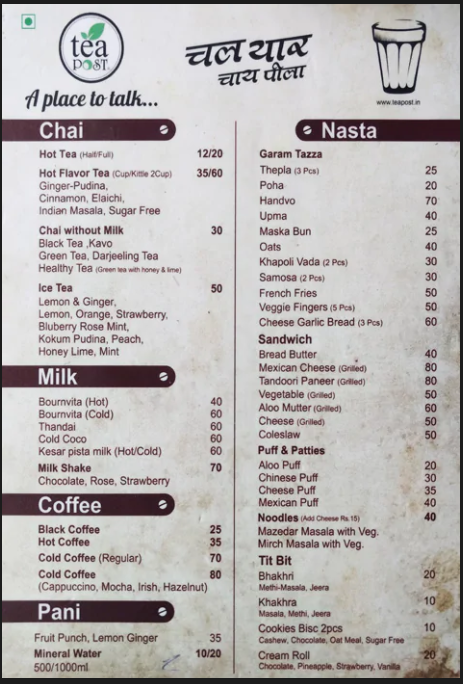 tea
POST
A place to talk...
चल यार
चाय पीला
www.teapost.in
Chai
Hot Tea (Half/Full) 12/20
Hot Flavor Tea (Cup/Kittle 2Cup) 35/60
Ginger-Pudina,
Cinnamon, Elaichi,
Indian Masala, Sugar Free
Chai without Milk 30
Black Tea ,Kavo
Green Tea, Darjeeling Tea
Healthy Tea (Green tea with honey & lime)
Ice Tea 50
Lemon & Ginger,
Lemon, Orange, Strawberry,
Bluberry Rose Mint,
Kokum Pudina, Peach,
Honey Lime, Mint
Milk
Bournvita (Hot) 40
Bournvita (Cold) 60
Thandai 60
Cold Coco 60
Kesar pista milk (Hot/Cold) 60
Milk Shake 70
Chocolate, Rose, Strawberry
Coffee
Black Coffee 25
Hot Coffee 35
Cold Coffee (Regular) 70
Cold Coffee 80
(Cappuccino, Mocha, Irish, Hazelnut)
Pani
Fruit Punch, Lemon Ginger 35
Mineral Water 10/20
500/1000ml
Nasta
Garam Tazza
Thepla (3 Pcs) 25
Poha 20
Handvo 70
Upma 40
Maska Bun 25
Oats 40
Khapoli Vada (2 Pcs) 30
Samosa (2 Pcs) 30
French Fries 50
Veggie Fingers (5 Pcs) 50
Cheese Garlic Bread (3 Pcs) 60
Sandwich
Bread Butter 40
Mexican Cheese (Grilled) 80
Tandoori Paneer (Grilled) 80
Vegetable (Grilled) 50
Aloo Mutter (Grilled) 60
Cheese (Grilled) 50
Coleslaw 50
Puff & Patties
Aloo Puff 20
Chinese Puff 30
Cheese Puff 35
Mexican Puff 40
Noodles (Add Cheese Rs.15) 40
Mazedar Masala with Veg.
Mirch Masala with Veg.
Tit Bit
Bhakhri 20
Methi-Masala, Jeera
Khakhra 10
Masala, Methi, Jeera
Cookies Bisc 2pcs 10
Cashew, Chocolate, Oat Meal, Sugar Free
Cream Roll 20
Chocolate, Pineapple, Strawberry, Vanilla